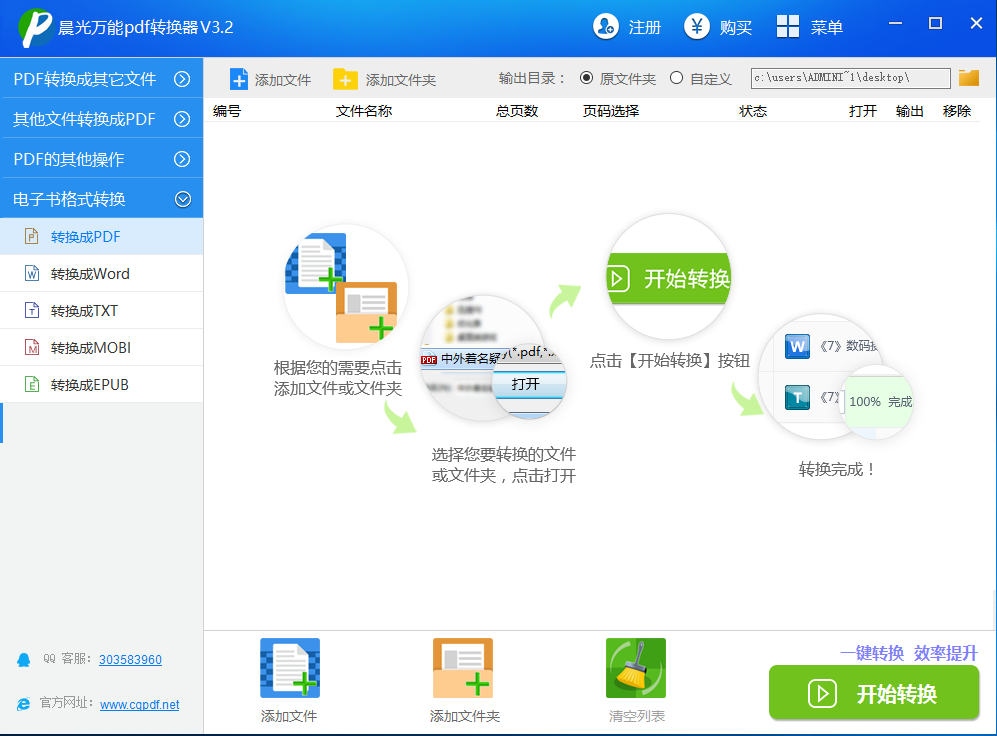 晨光万能pdf转换器V3.2
注册
购买
菜单
PDF转换成其它文件
其他文件转换成PDF
PDF的其他操作
电子书格式转换
转换成PDF
转换成Word
转换成TXT
转换成MOBI
转换成EPUB
添加文件
添加文件夹
输出目录：
原文件夹
自定义
c:\users\ADMINI~1\desktop\
编号
文件名称
总页数
页码选择
状态
打开
输出
移除
根据您的需要点击
添加文件或文件夹
PDF 中外着名疑
(*.pdf,*.
打开
选择您要转换的文件
或文件夹，点击打开
开始转换
点击【开始转换】按钮
W 《7》数码
T 《7》
100% 完成
转换完成！
QQ 客服：303583960
官方网址：www.cgpdf.net
添加文件
添加文件夹
清空列表
一键转换 效率提升
开始转换